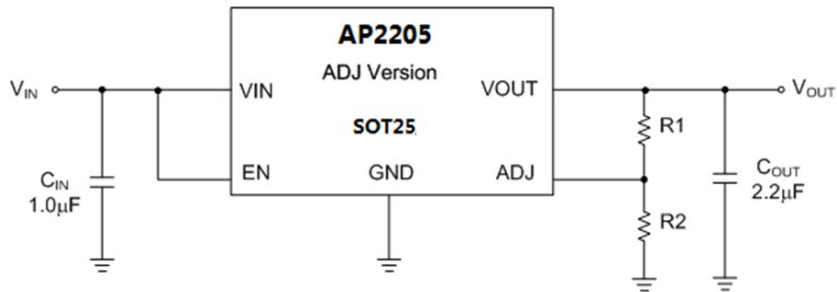 AP2205
ADJ Version
SOT25
VIN
VIN
VOUT
VOUT
R1
EN
GND
ADJ
CIN
1.0μF
COUT
2.2μF
R2